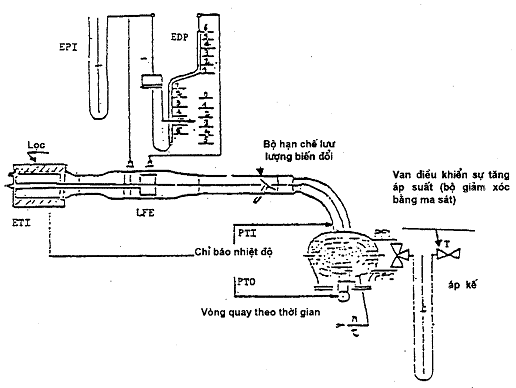 EPI
EDP
Loc
Bộ hạn chế lưu
lượng biến đổi
Van điều khiển sự tăng
áp suất (bộ giảm xóc
bằng ma sát)
ETI
LFE
PTI
T
Chỉ báo nhiệt độ
áp kế
PTO
Vòng quay theo thời gian